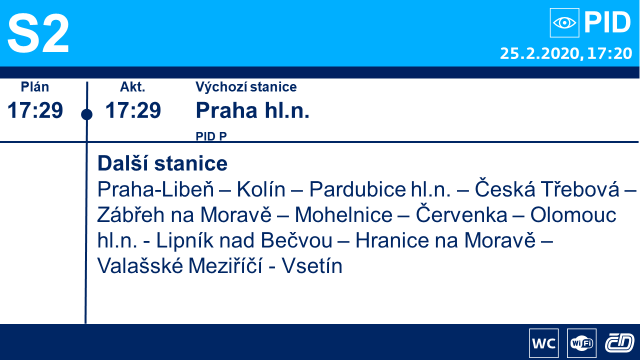 S2
PID
25.2.2020, 17:20
Plán Akt. Výchozí stanice
17:29 17:29 Praha hl.n.
PID P
Další stanice
Praha-Libeň – Kolín – Pardubice hl.n. – Česká Třebová –
Zábřeh na Moravě – Mohelnice – Červenka – Olomouc
hl.n. - Lipník nad Bečvou – Hranice na Moravě –
Valašské Meziříčí - Vsetín
WC WiFi ČD